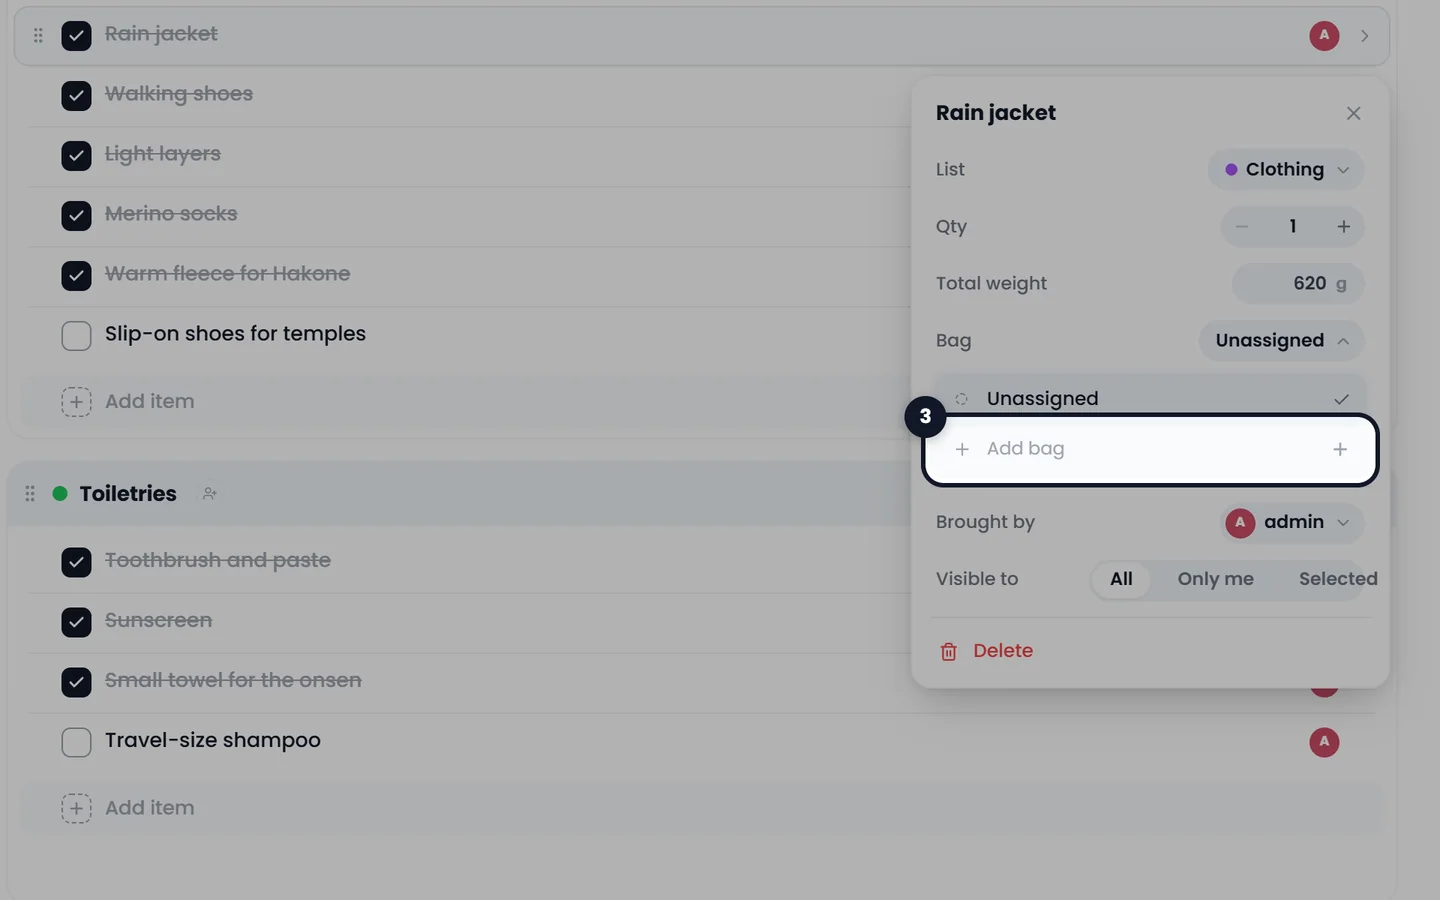 Rain jacket
A
Walking shoes
Light layers
Merino socks
Warm fleece for Hakone
Slip-on shoes for temples
Add item
Toiletries
Toothbrush and paste
Sunscreen
Small towel for the onsen
Travel-size shampoo
A
Add item
Rain jacket
List
Clothing
Qty
1
Total weight
620 g
Bag
Unassigned
Unassigned
3
Add bag
Brought by
A admin
Visible to
All Only me Selected
Delete